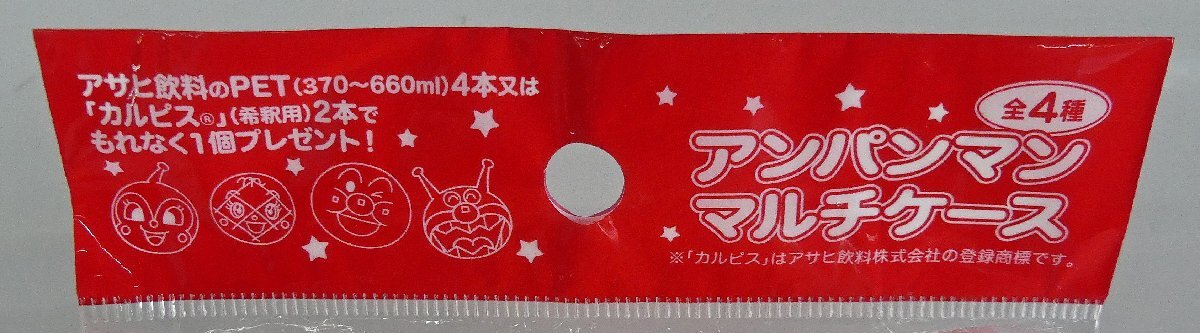 アサヒ飲料のPET(370～660ml)4本又は
「カルピス®」(希釈用)2本で
もれなく1個プレゼント!
全4種
アンパンマン
マルチケース
※「カルピス」はアサヒ飲料株式会社の登録商標です。